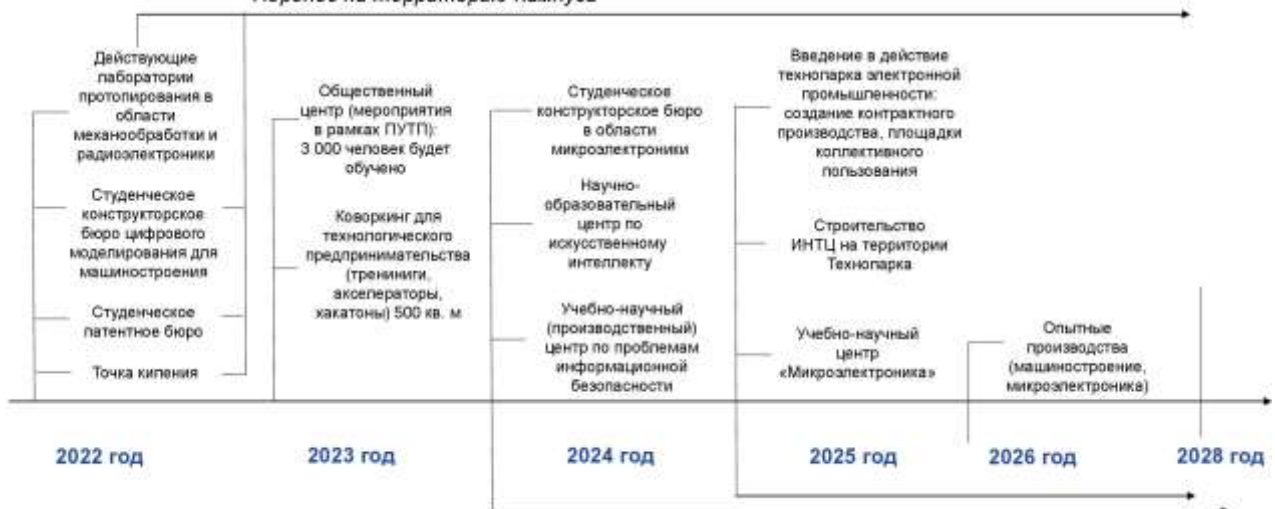 Перенос на территорию кампуса
Действующие
лаборатории
протопирования в
области
механообработки и
радиоэлектроники
Студенческое
конструкторское
бюро цифрового
моделирования для
машиностроения
Студенческое
патентное бюро
Точка кипения
Общественный
центр (мероприятия
в рамках ПУТП):
3 000 человек будет
обучено
Коворкинг для
технологического
предпринимательства
(тренинги,
акселераторы,
хакатоны) 500 кв. м
Студенческое
конструкторское бюро
в области
микроэлектроники
Научно-
образовательный
центр по
искусственному
интеллекту
Учебно-научный
(производственный)
центр по проблемам
информационной
безопасности
Введение в действие
технопарка электронной
промышленности:
создание контрактного
производства, площадки
коллективного
пользования
Строительство
ИНТЦ на территории
Технопарка
Учебно-научный
центр
«Микроэлектроника»
Опытные
производства
(машиностроение,
микроэлектроника)
2022 год
2023 год
2024 год
2025 год
2026 год
2028 год